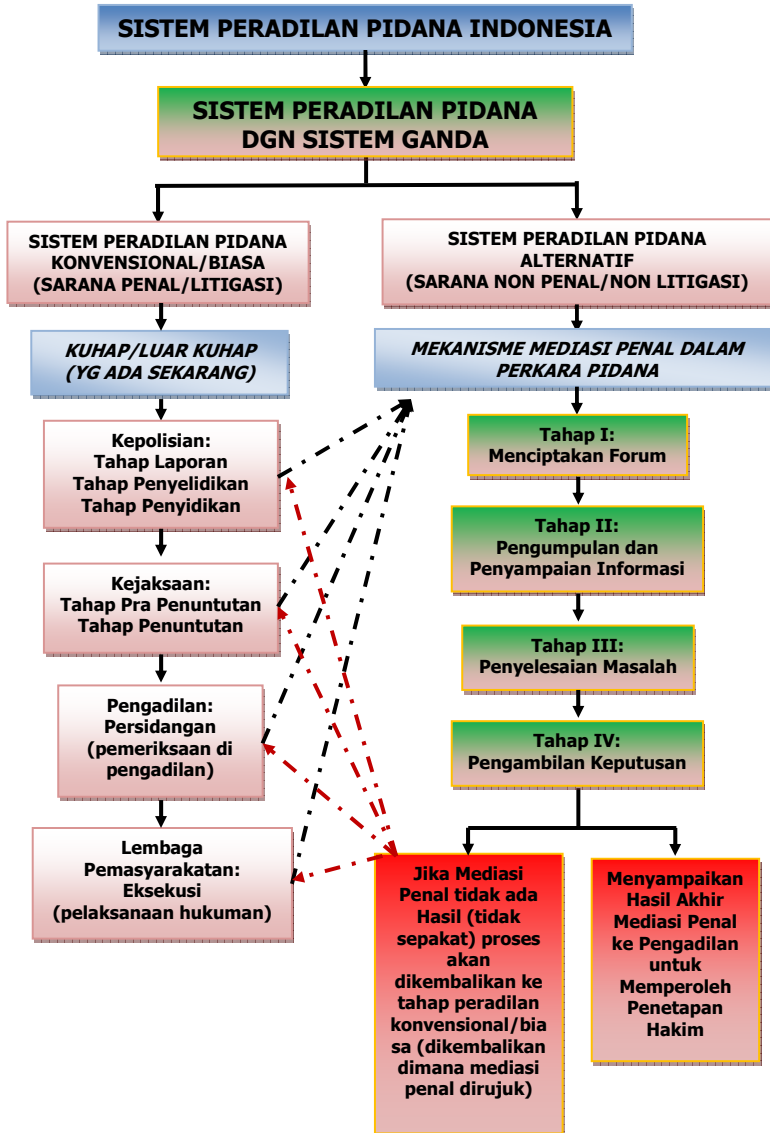 SISTEM PERADILAN PIDANA INDONESIA
SISTEM PERADILAN PIDANA
DGN SISTEM GANDA
SISTEM PERADILAN PIDANA
KONVENSIONAL/BIASA
(SARANA PENAL/LITIGASI)
SISTEM PERADILAN PIDANA
ALTERNATIF
(SARANA NON PENAL/NON LITIGASI)
KUHAP/LUAR KUHAP
(YG ADA SEKARANG)
MEKANISME MEDIASI PENAL DALAM
PERKARA PIDANA
Kepolisian:
Tahap Laporan
Tahap Penyelidikan
Tahap Penyidikan
Tahap I:
Menciptakan Forum
Tahap II:
Pengumpulan dan
Penyampaian Informasi
Kejaksaan:
Tahap Pra Penuntutan
Tahap Penuntutan
Tahap III:
Penyelesaian Masalah
Pengadilan:
Persidangan
(pemeriksaan di
pengadilan)
Tahap IV:
Pengambilan Keputusan
Lembaga
Pemasyarakatan:
Eksekusi
(pelaksanaan hukuman)
Jika Mediasi
Penal tidak ada
Hasil (tidak
sepakat) proses
akan
dikembalikan ke
tahap peradilan
konvensional/bia
sa (dikembalikan
dimana mediasi
penal dirujuk)
Menyampaikan
Hasil Akhir
Mediasi Penal
ke Pengadilan
untuk
Memperoleh
Penetapan
Hakim